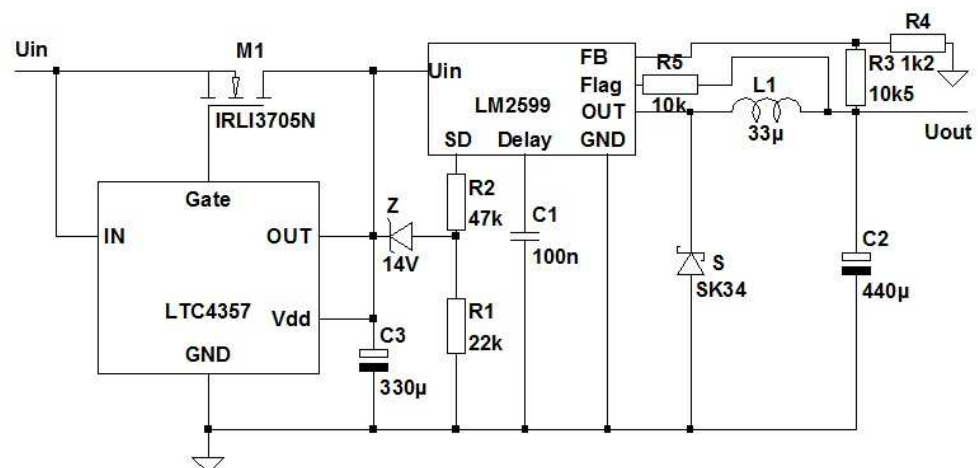 Uin
M1
IRLI3705N
Uin
LM2599
FB
Flag
OUT
GND
SD
Delay
R5
10k
L1
33µ
R4
1k2
R3
10k5
Uout
Gate
IN
OUT
LTC4357
Vdd
GND
Z
14V
R2
47k
C1
100n
R1
22k
C3
330µ
S
SK34
C2
440µ